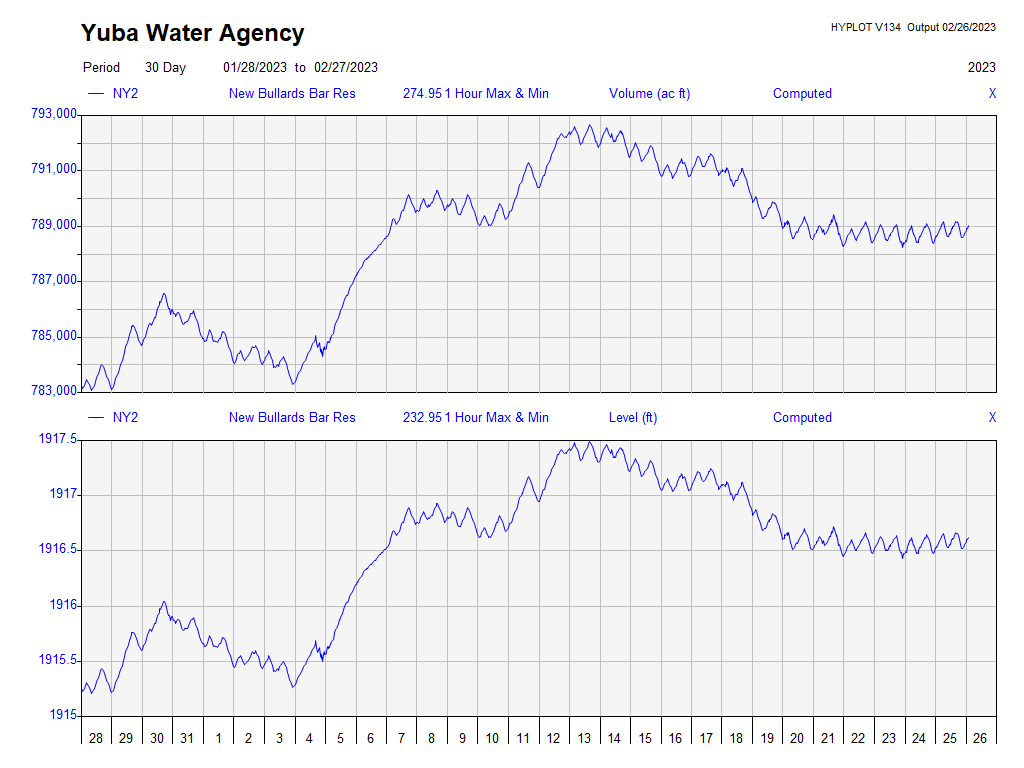 Yuba Water Agency
HYPLOT V134 Output 02/26/2023
Period 30 Day 01/28/2023 to 02/27/2023 2023
NY2 New Bullards Bar Res 274.95 1 Hour Max & Min Volume (ac ft) Computed X
793,000
791,000
789,000
787,000
785,000
783,000
NY2 New Bullards Bar Res 232.95 1 Hour Max & Min Level (ft) Computed X
1917.5
1917
1916.5
1916
1915.5
1915
28 29 30 31 1 2 3 4 5 6 7 8 9 10 11 12 13 14 15 16 17 18 19 20 21 22 23 24 25 26